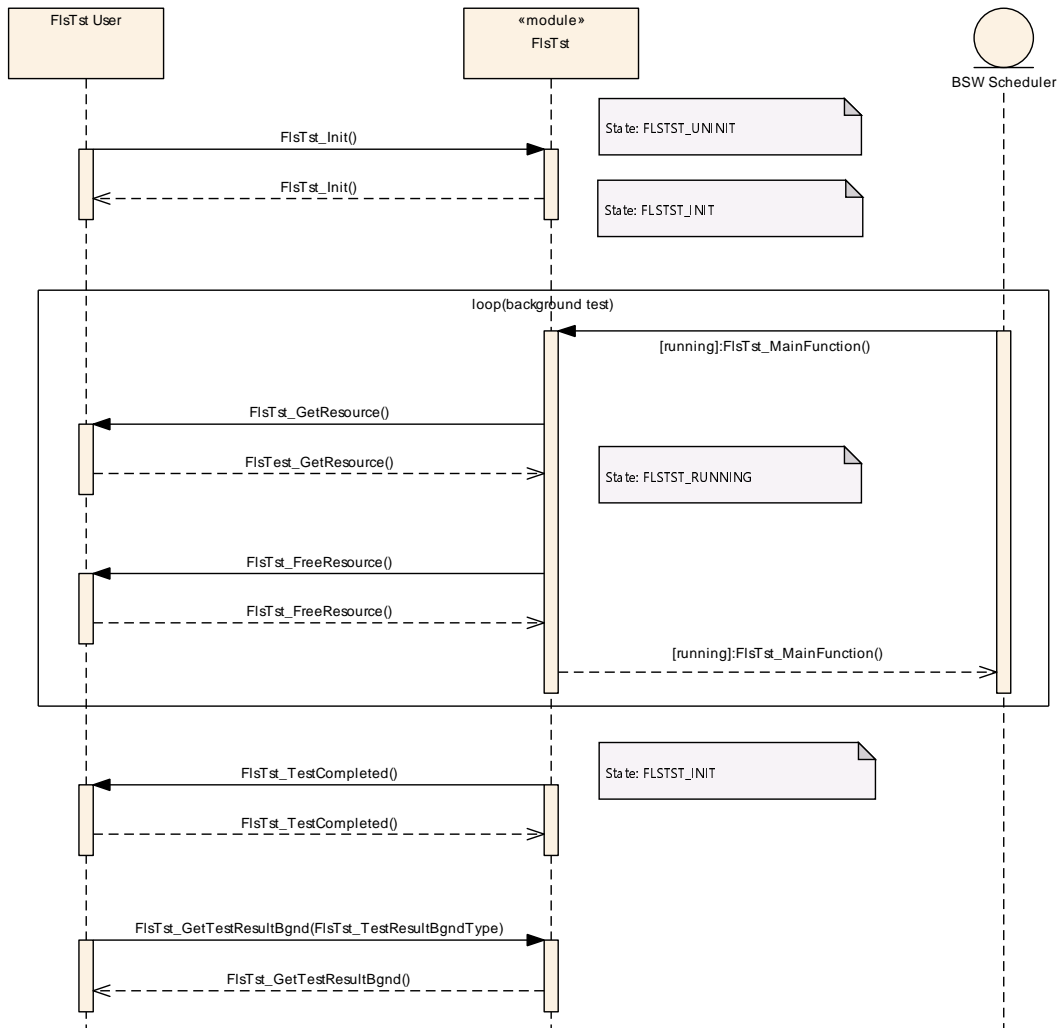 FlsTst User
«module»
FlsTst
BSW Scheduler
State: FLSTST_UNINIT
FlsTst_Init()
FlsTst_Init()
State: FLSTST_INIT
loop(background test)
[running]:FlsTst_MainFunction()
FlsTst_GetResource()
FlsTest_GetResource()
State: FLSTST_RUNNING
FlsTst_FreeResource()
FlsTst_FreeResource()
[running]:FlsTst_MainFunction()
State: FLSTST_INIT
FlsTst_TestCompleted()
FlsTst_TestCompleted()
FlsTst_GetTestResultBgnd(FlsTst_TestResultBgndType)
FlsTst_GetTestResultBgnd()